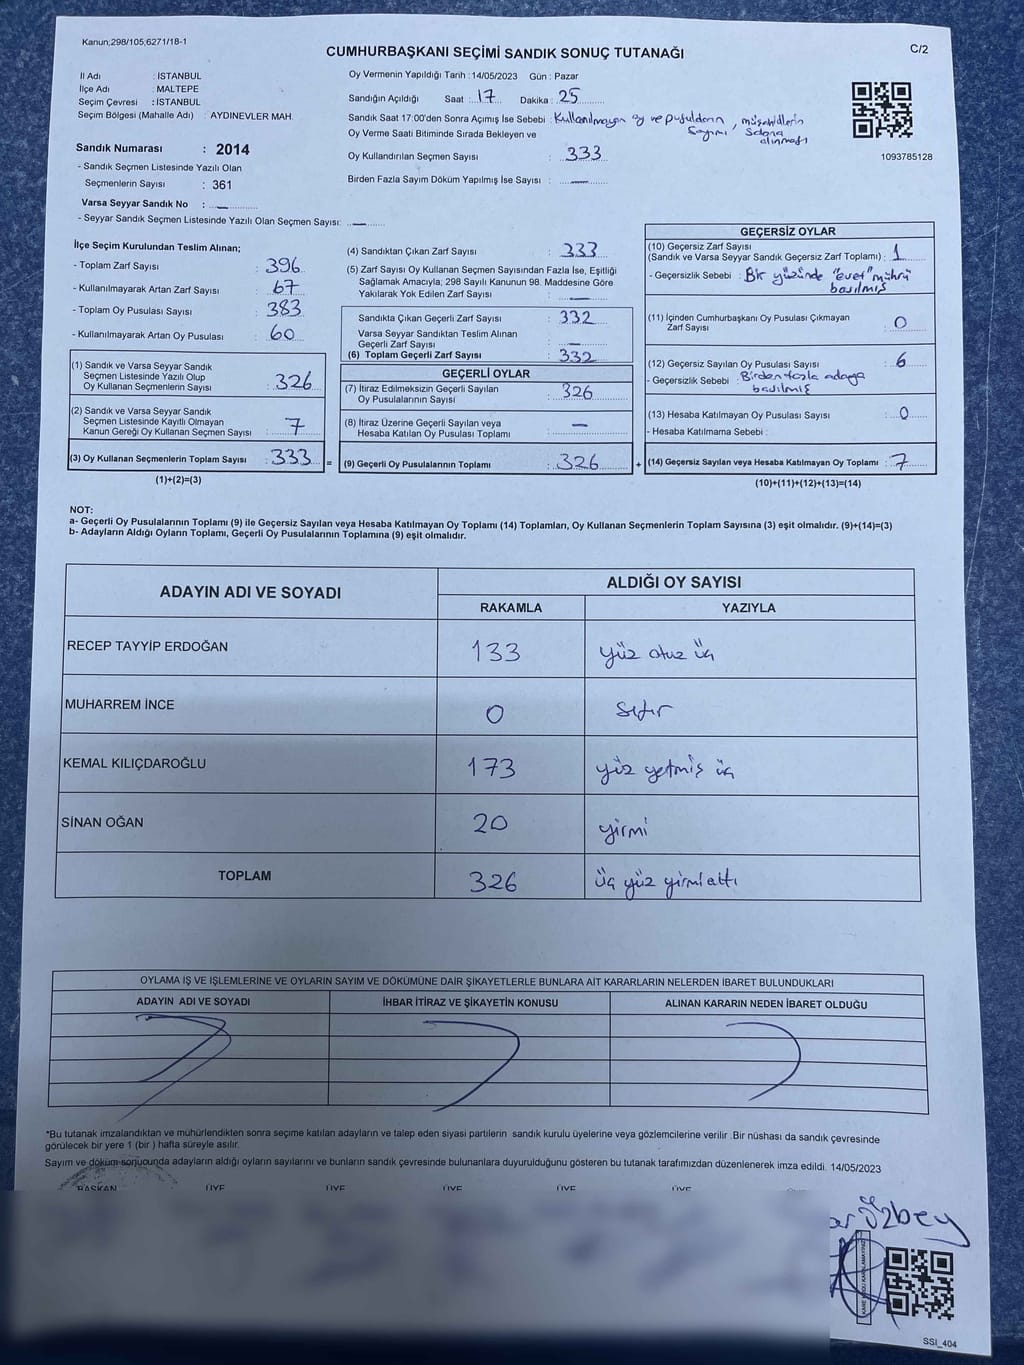 Kanun;298/105;6271/18-1
CUMHURBAŞKANI SEÇİMİ SANDIK SONUÇ TUTANAĞI
C/2
İl Adı : İSTANBUL
İlçe Adı : MALTEPE
Seçim Çevresi : İSTANBUL
Seçim Bölgesi (Mahalle Adı) : AYDINEVLER MAH.
Sandık Numarası : 2014
- Sandık Seçmen Listesinde Yazılı Olan
Seçmenlerin Sayısı : 361
Varsa Seyyar Sandık No : —
- Seyyar Sandık Seçmen Listesinde Yazılı Olan Seçmen Sayısı: —
Oy Vermenin Yapıldığı Tarih : 14/05/2023 Gün : Pazar
Sandığın Açıldığı Saat : 17 Dakika : 25
Sandık Saat 17:00'den Sonra Açımış İse Sebebi : Kullanılmayan oy ve pusuların sayımı, müşahidlerin salona alınması
Oy Verme Saati Bitiminde Sırada Bekleyen ve
Oy Kullandırılan Seçmen Sayısı : 333
Birden Fazla Sayım Döküm Yapılmış İse Sayısı : —
1093785128
İlçe Seçim Kurulundan Teslim Alınan;
- Toplam Zarf Sayısı : 396
- Kullanılmayarak Artan Zarf Sayısı : 67
- Toplam Oy Pusulası Sayısı : 383
- Kullanılmayarak Artan Oy Pusulası : 60
(1) Sandık ve Varsa Seyyar Sandık
Seçmen Listesinde Yazılı Olup
Oy Kullanan Seçmenlerin Sayısı : 326
(2) Sandık ve Varsa Seyyar Sandık
Seçmen Listesinde Kayıtlı Olmayan
Kanun Gereği Oy Kullanan Seçmen Sayısı : 7
(3) Oy Kullanan Seçmenlerin Toplam Sayısı : 333 =
(1)+(2)=(3)
(4) Sandıktan Çıkan Zarf Sayısı : 333
(5) Zarf Sayısı Oy Kullanan Seçmen Sayısından Fazla İse, Eşitliği
Sağlamak Amacıyla; 298 Sayılı Kanunun 98. Maddesine Göre
Yakılarak Yok Edilen Zarf Sayısı : —
Sandıkta Çıkan Geçerli Zarf Sayısı : 332
Varsa Seyyar Sandıktan Teslim Alınan
Geçerli Zarf Sayısı : —
(6) Toplam Geçerli Zarf Sayısı : 332
GEÇERLİ OYLAR
(7) İtiraz Edilmeksizin Geçerli Sayılan
Oy Pusulalarının Sayısı : 326
(8) İtiraz Üzerine Geçerli Sayılan veya
Hesaba Katılan Oy Pusulası Toplamı : —
(9) Geçerli Oy Pusulalarının Toplamı : 326 +
GEÇERSİZ OYLAR
(10) Geçersiz Zarf Sayısı
(Sandık ve Varsa Seyyar Sandık Geçersiz Zarf Toplamı) : 1
- Geçersizlik Sebebi : Bir yüzünde "evet" mührü
basılmış
(11) İçinden Cumhurbaşkanı Oy Pusulası Çıkmayan
Zarf Sayısı : 0
(12) Geçersiz Sayılan Oy Pusulası Sayısı : 6
- Geçersizlik Sebebi : Birden fazla adaya
basılmış
(13) Hesaba Katılmayan Oy Pusulası Sayısı : 0
- Hesaba Katılmama Sebebi :
(14) Geçersiz Sayılan veya Hesaba Katılmayan Oy Toplamı : 7
(10)+(11)+(12)+(13)=(14)
NOT:
a- Geçerli Oy Pusulalarının Toplamı (9) ile Geçersiz Sayılan veya Hesaba Katılmayan Oy Toplamı (14) Toplamları, Oy Kullanan Seçmenlerin Toplam Sayısına (3) eşit olmalıdır. (9)+(14)=(3)
b- Adayların Aldığı Oyların Toplamı, Geçerli Oy Pusulalarının Toplamına (9) eşit olmalıdır.
ADAYIN ADI VE SOYADI
ALDIĞI OY SAYISI
RAKAMLA YAZIYLA
RECEP TAYYİP ERDOĞAN 133 yüz otuz üç
MUHARREM İNCE 0 sıfır
KEMAL KILIÇDAROĞLU 173 yüz yetmiş üç
SİNAN OĞAN 20 yirmi
TOPLAM 326 üç yüz yirmi altı
OYLAMA İŞ VE İŞLEMLERİNE VE OYLARIN SAYIM VE DÖKÜMÜNE DAİR ŞİKAYETLERLE BUNLARA AİT KARARLARIN NELERDEN İBARET BULUNDUKLARI
ADAYIN ADI VE SOYADI İHBAR İTİRAZ VE ŞİKAYETİN KONUSU ALINAN KARARIN NEDEN İBARET OLDUĞU
*Bu tutanak imzalandıktan ve mühürlendikten sonra seçime katılan adayların ve talep eden siyasi partilerin sandık kurulu üyelerine veya gözlemcilerine verilir .Bir nüshası da sandık çevresinde
görülecek bir yere 1 (bir ) hafta süreyle asılır.
Sayım ve döküm sonucunda adayların aldığı oyların sayılarını ve bunların sandık çevresinde bulunanlara duyurulduğunu gösteren bu tutanak tarafımızdan düzenlenerek imza edildi. 14/05/2023
BAŞKAN ÜYE ÜYE ÜYE ÜYE ÜYE
Özbey
SSI_404